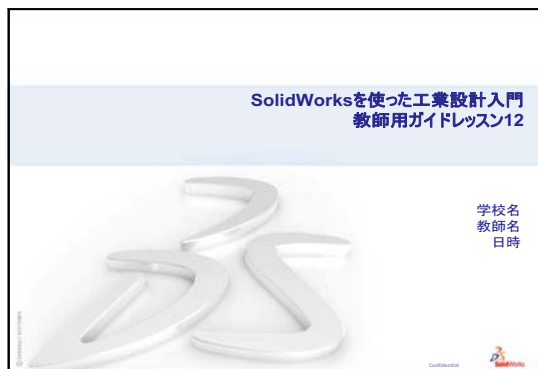 SolidWorksを使った工業設計入門
教師用ガイドレッスン12
学校名
教師名
日時
Confidential
SolidWorks